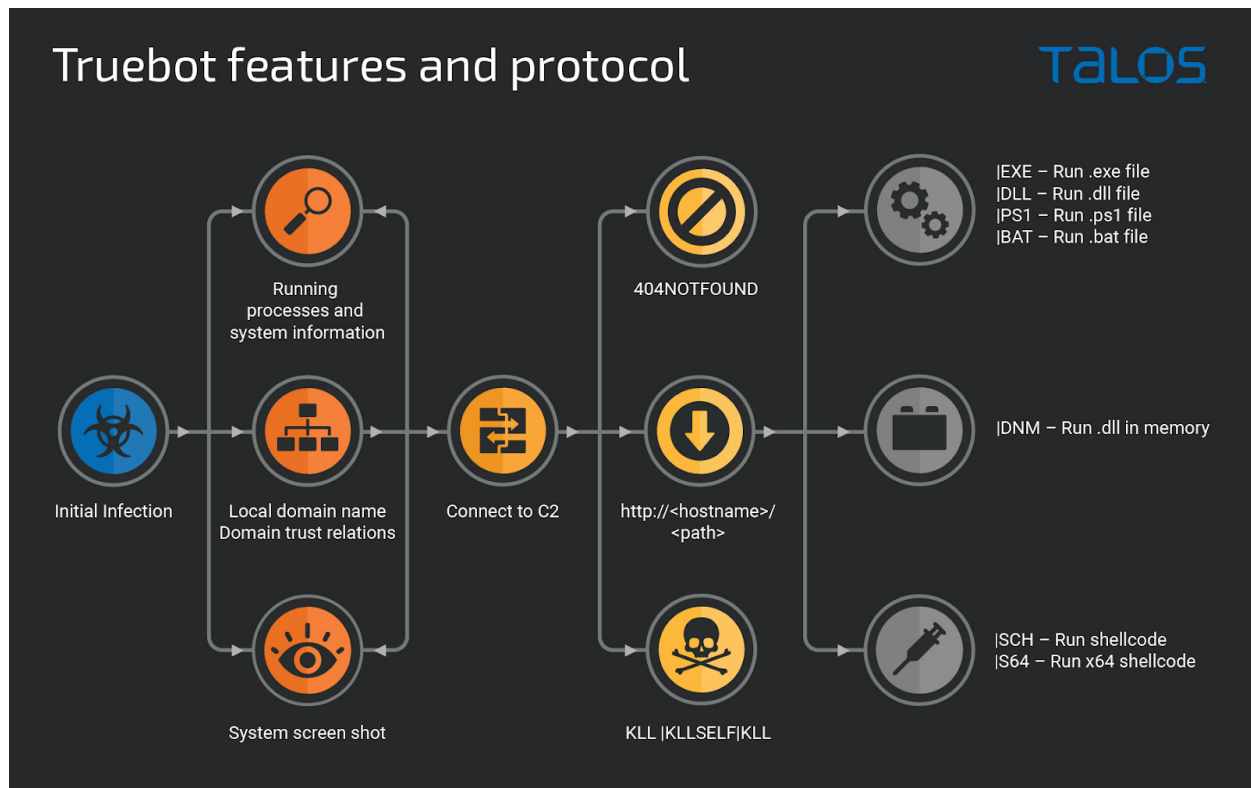 Truebot features and protocol
TALOS
Running
processes and
system information
404NOTFOUND
|EXE – Run .exe file
|DLL – Run .dll file
|PS1 – Run .ps1 file
|BAT – Run .bat file
Initial Infection
Local domain name
Domain trust relations
Connect to C2
http://<hostname>/
<path>
|DNM – Run .dll in memory
System screen shot
KLL |KLLSELF|KLL
|SCH – Run shellcode
|S64 – Run x64 shellcode